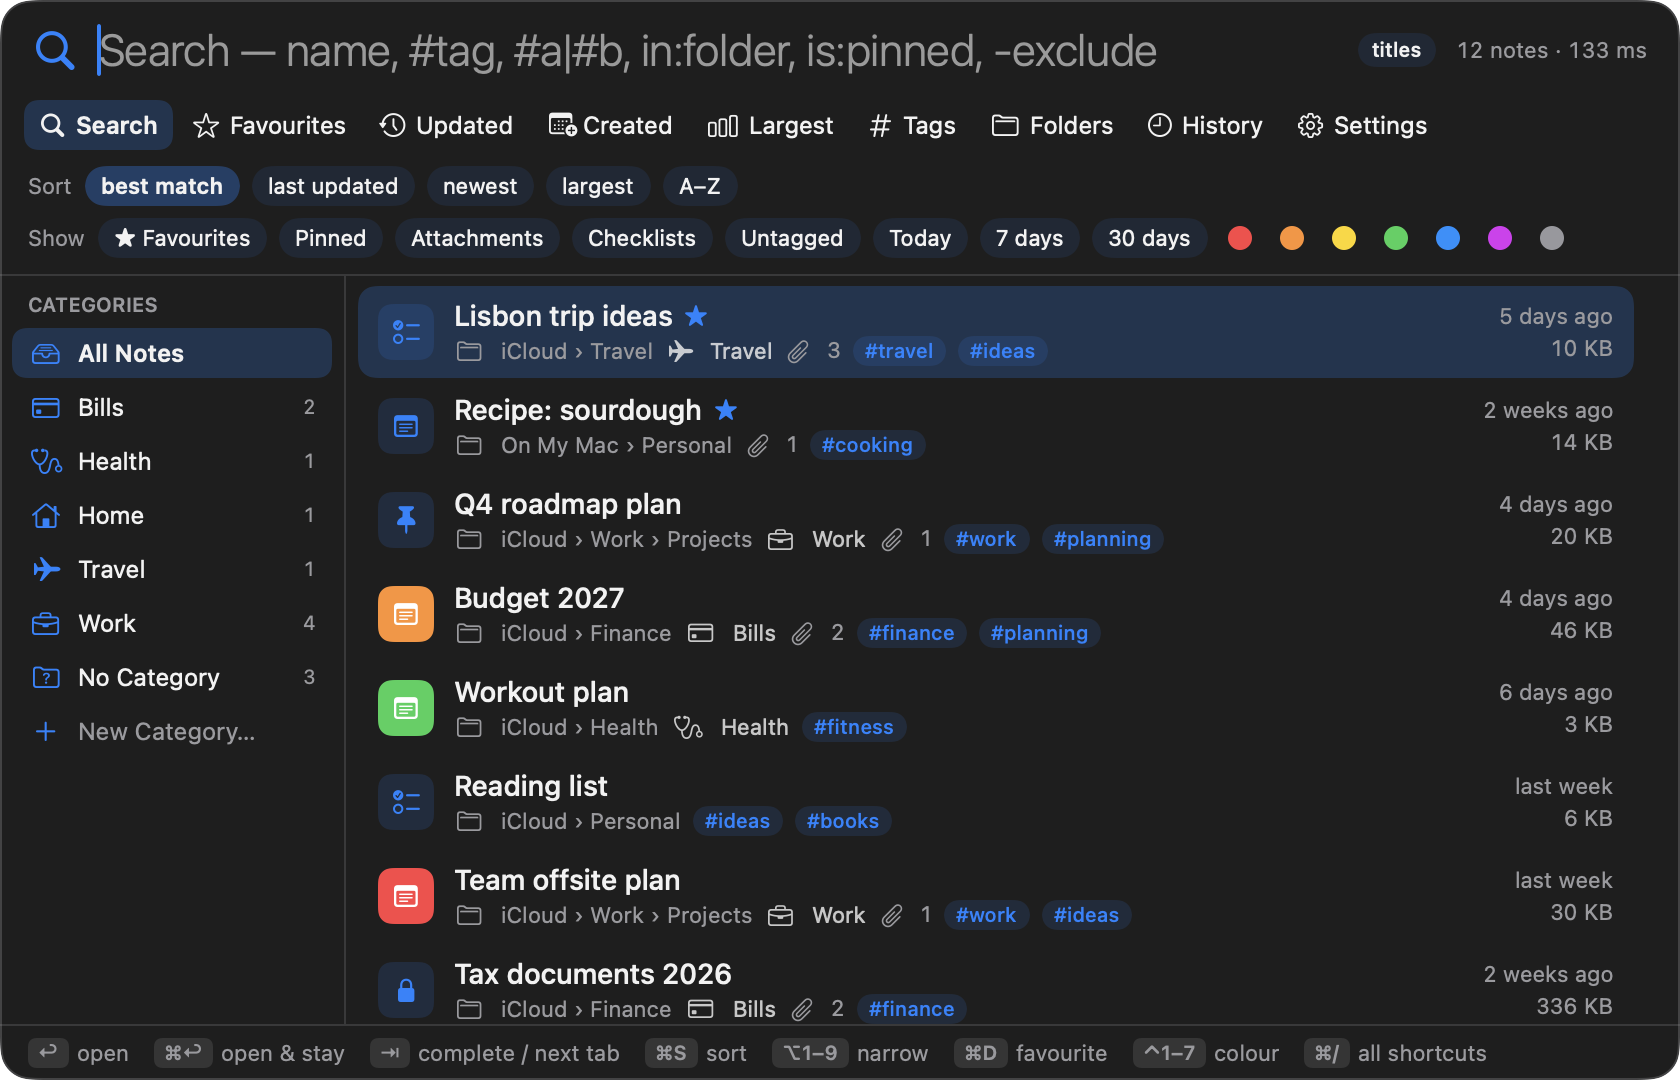 Search — name, #tag, #a|#b, in:folder, is:pinned, -exclude titles 12 notes · 133 ms
Search Favourites Updated Created Largest # Tags Folders History Settings
Sort best match last updated newest largest A–Z
Show ★ Favourites Pinned Attachments Checklists Untagged Today 7 days 30 days
CATEGORIES
All Notes
Bills 2
Health 1
Home 1
Travel 1
Work 4
No Category 3
+ New Category...
Lisbon trip ideas ★ 5 days ago
iCloud › Travel Travel 3 #travel #ideas 10 KB
Recipe: sourdough ★ 2 weeks ago
On My Mac › Personal 1 #cooking 14 KB
Q4 roadmap plan 4 days ago
iCloud › Work › Projects Work 1 #work #planning 20 KB
Budget 2027 4 days ago
iCloud › Finance Bills 2 #finance #planning 46 KB
Workout plan 6 days ago
iCloud › Health Health #fitness 3 KB
Reading list last week
iCloud › Personal #ideas #books 6 KB
Team offsite plan last week
iCloud › Work › Projects Work 1 #work #ideas 30 KB
Tax documents 2026 2 weeks ago
iCloud › Finance Bills 2 #finance 336 KB
↩ open ⌘↩ open & stay ⇥ complete / next tab ⌘S sort ⌥1–9 narrow ⌘D favourite ^1–7 colour ⌘/ all shortcuts